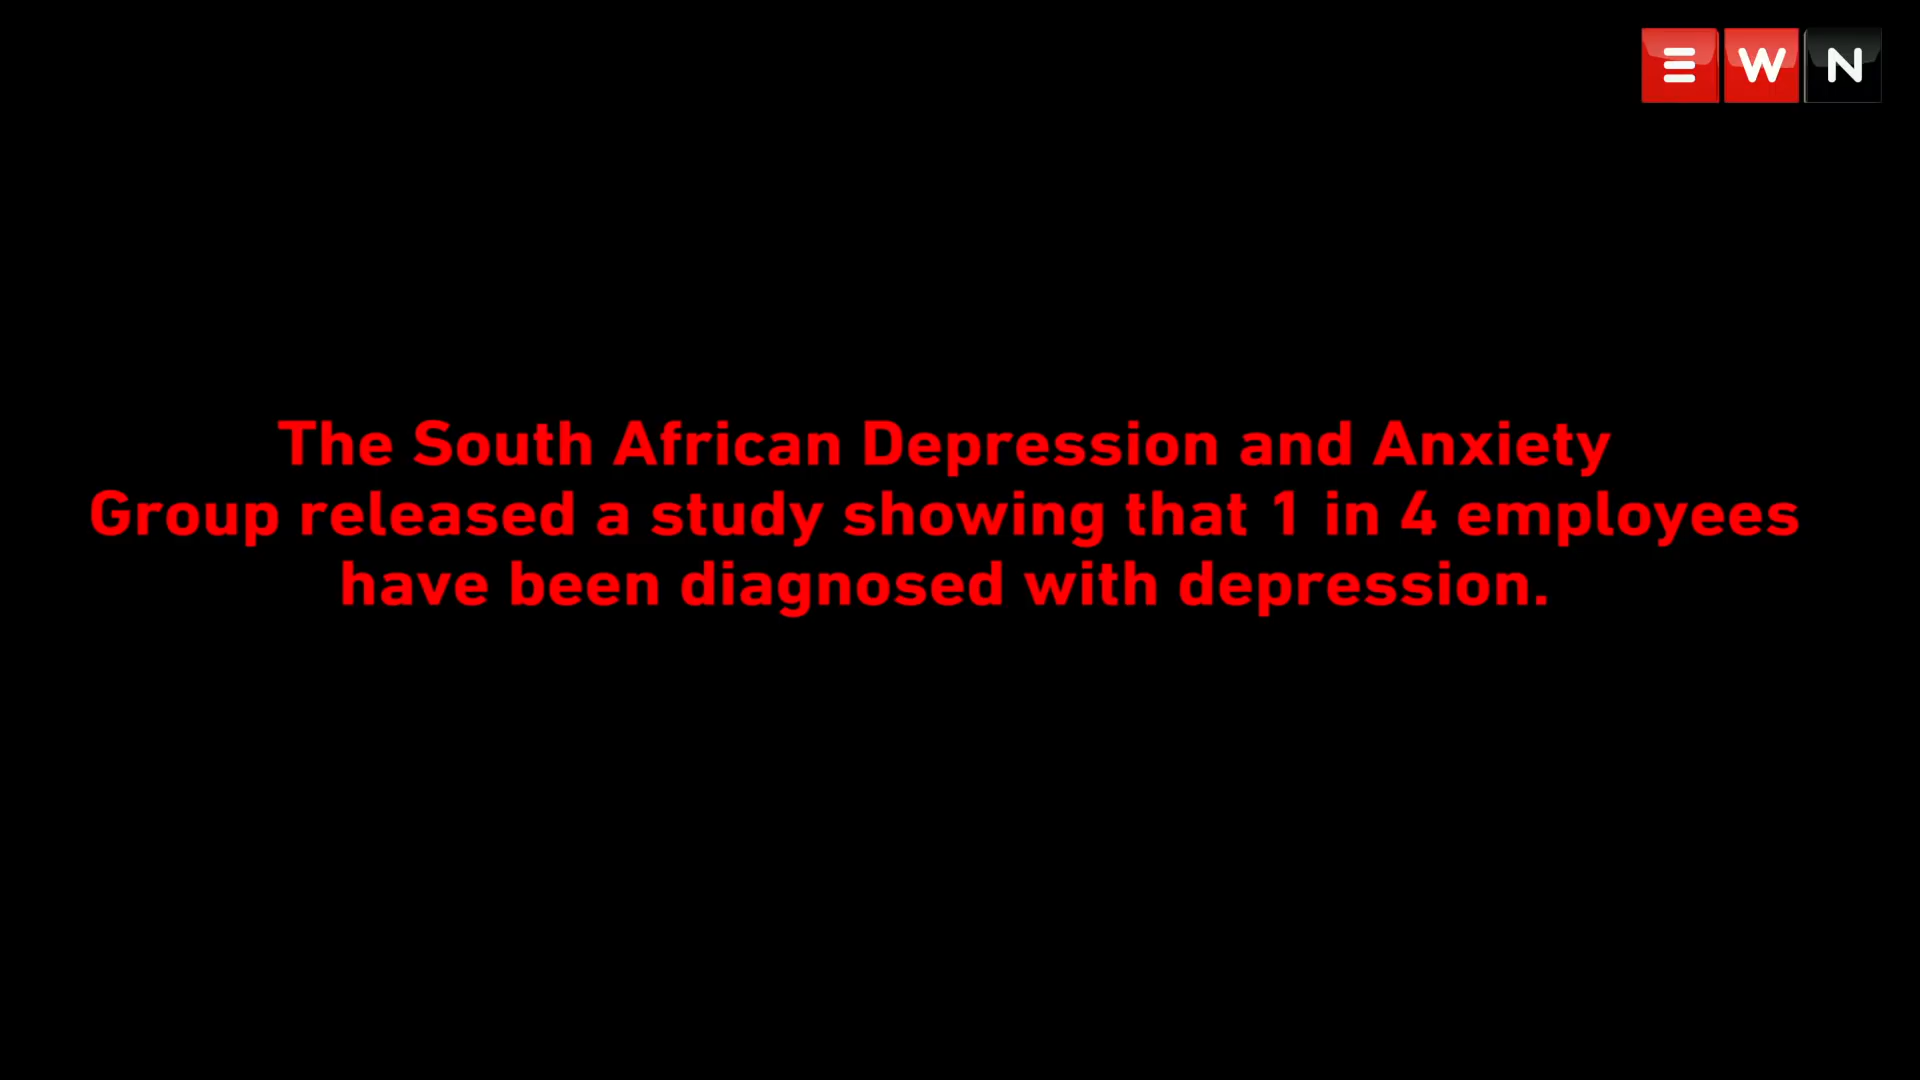 EWN
The South African Depression and Anxiety
Group released a study showing that 1 in 4 employees
have been diagnosed with depression.